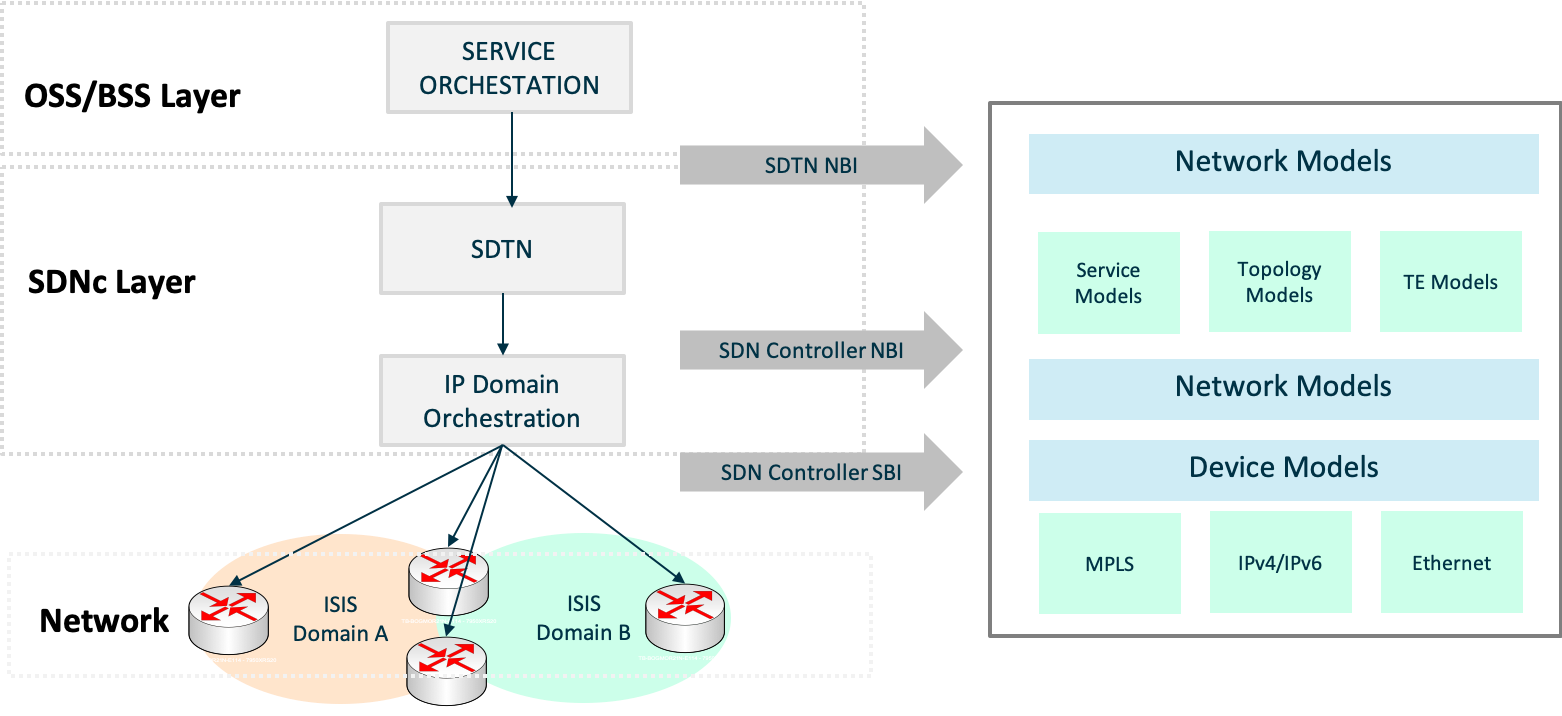 OSS/BSS Layer
SERVICE
ORCHESTATION
SDTN NBI
SDNc Layer
SDTN
SDN Controller NBI
IP Domain
Orchestration
SDN Controller SBI
Network
ISIS
Domain A
ISIS
Domain B
Network Models
Service
Models
Topology
Models
TE Models
Network Models
Device Models
MPLS
IPv4/IPv6
Ethernet